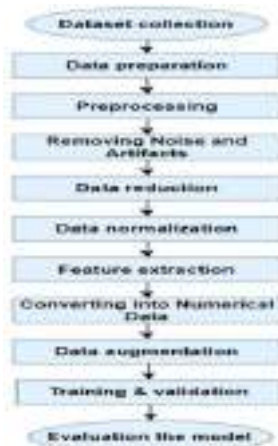 Dataset collection
Data preparation
Preprocessing
Removing Noise and
Artifacts
Data reduction
Data normalization
Feature extraction
Converting into Numerical
Data
Data augmentation
Training & validation
Evaluation the model